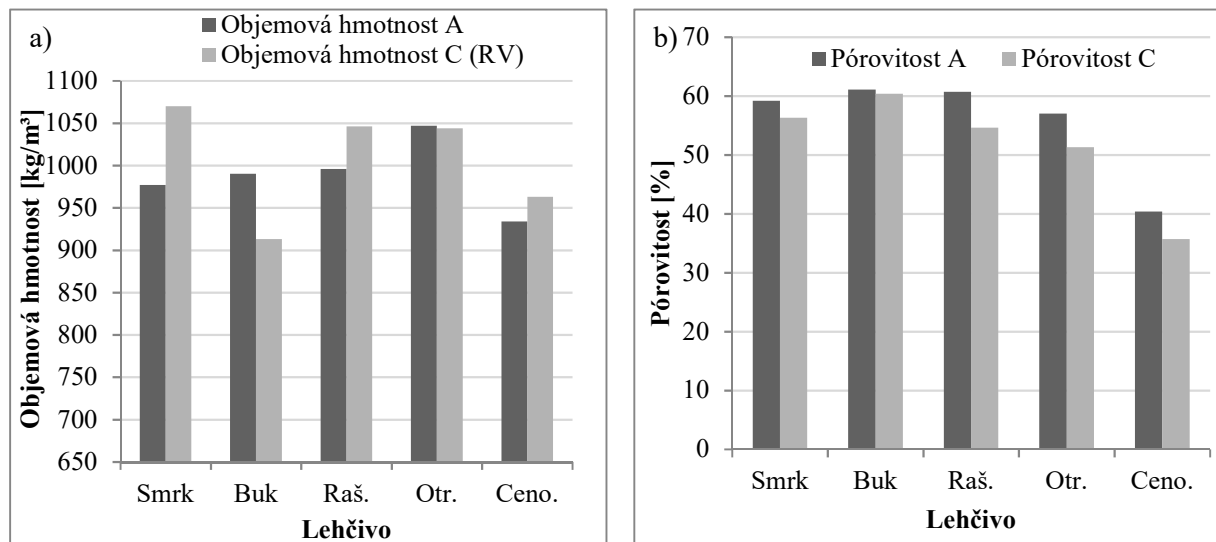 a)
Objemová hmotnost A
Objemová hmotnost C (RV)
Objemová hmotnost [kg/m³]
1100
1050
1000
950
900
850
800
750
700
650
Smrk Buk Raš. Otr. Ceno.
Lehčivo
b)
Pórovitost A Pórovitost C
Pórovitost [%]
70
60
50
40
30
20
10
0
Smrk Buk Raš. Otr. Ceno.
Lehčivo